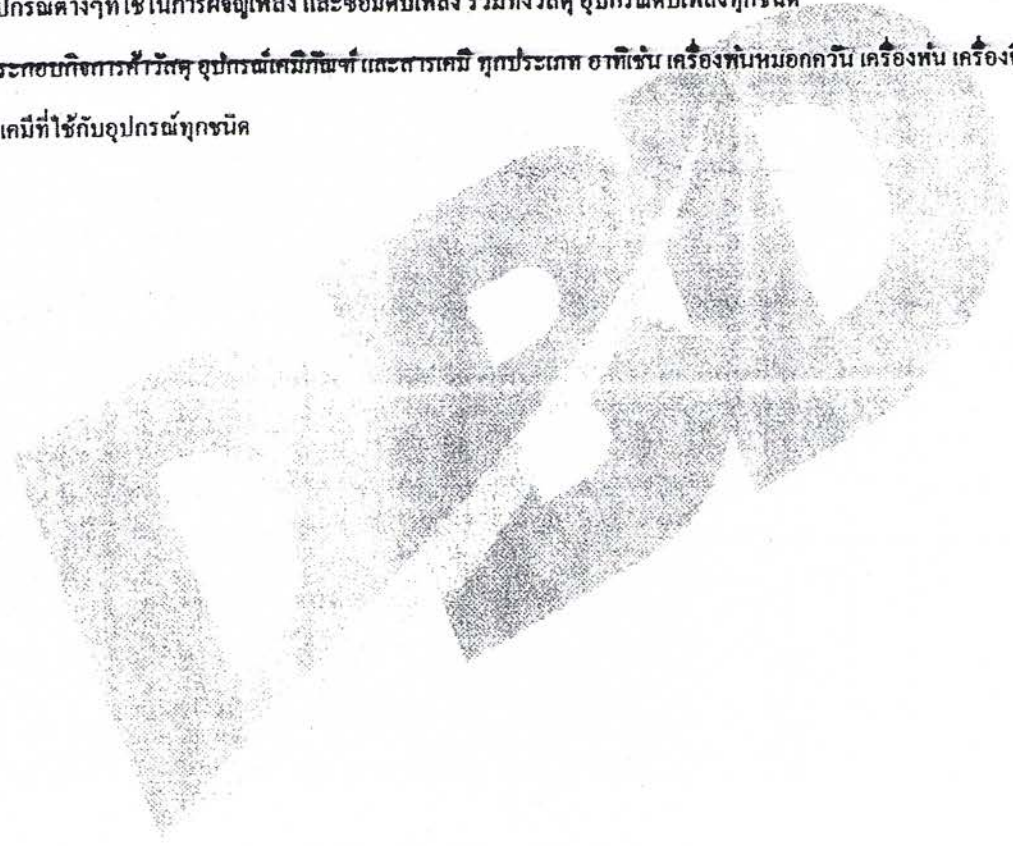 ปกรณ์ต่างๆที่ใช้ในการผจญเพลิง และซ้อมดับเพลิง รวมทั้งวัสดุ อุปกรณ์ดับเพลิงทุกชนิด
ระกอบกิจการค้าวัสดุ อุปกรณ์เคมีภัณฑ์ และสารเคมี ทุกประเภท อาทิเช่น เครื่องพ่นหมอกควัน เครื่องพ่น เครื่อง
เคมีที่ใช้กับอุปกรณ์ทุกชนิด
DBD